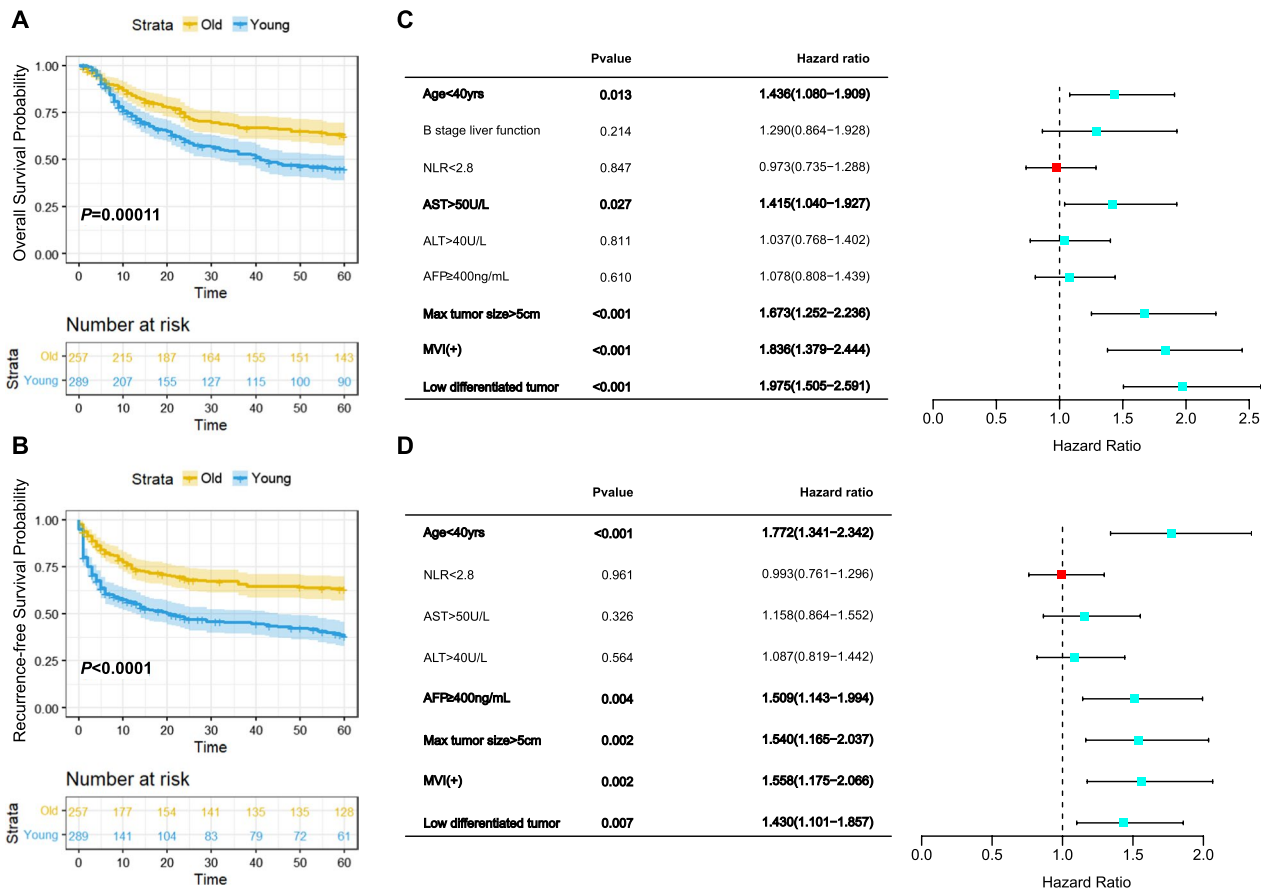 A
Strata Old Young
Overall Survival Probability
1.00
0.75
0.50
0.25
0.00
P=0.00011
0 10 20 30 40 50 60
Time
Number at risk
Strata
Old 257 215 187 164 155 151 143
Young 289 207 155 127 115 100 90
0 10 20 30 40 50 60
Time
B
Strata Old Young
Recurrence-free Survival Probability
1.00
0.75
0.50
0.25
0.00
P<0.0001
0 10 20 30 40 50 60
Time
Number at risk
Strata
Old 257 177 154 141 135 135 128
Young 289 141 104 83 79 72 61
0 10 20 30 40 50 60
Time
C
Pvalue Hazard ratio
Age<40yrs 0.013 1.436(1.080−1.909)
B stage liver function 0.214 1.290(0.864−1.928)
NLR<2.8 0.847 0.973(0.735−1.288)
AST>50U/L 0.027 1.415(1.040−1.927)
ALT>40U/L 0.811 1.037(0.768−1.402)
AFP≥400ng/mL 0.610 1.078(0.808−1.439)
Max tumor size>5cm <0.001 1.673(1.252−2.236)
MVI(+) <0.001 1.836(1.379−2.444)
Low differentiated tumor <0.001 1.975(1.505−2.591)
0.0 0.5 1.0 1.5 2.0 2.5
Hazard Ratio
D
Pvalue Hazard ratio
Age<40yrs <0.001 1.772(1.341−2.342)
NLR<2.8 0.961 0.993(0.761−1.296)
AST>50U/L 0.326 1.158(0.864−1.552)
ALT>40U/L 0.564 1.087(0.819−1.442)
AFP≥400ng/mL 0.004 1.509(1.143−1.994)
Max tumor size>5cm 0.002 1.540(1.165−2.037)
MVI(+) 0.002 1.558(1.175−2.066)
Low differentiated tumor 0.007 1.430(1.101−1.857)
0.0 0.5 1.0 1.5 2.0
Hazard Ratio